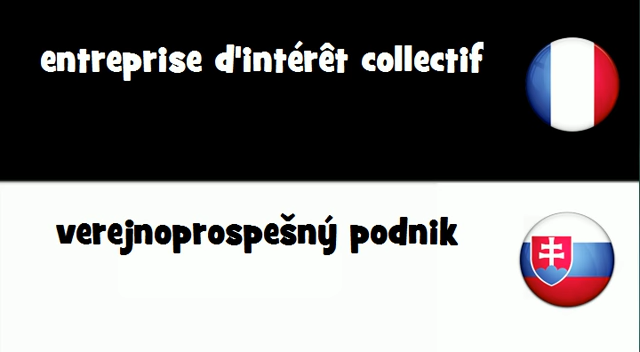 entreprise d'intérêt collectif
verejnoprospešný podnik